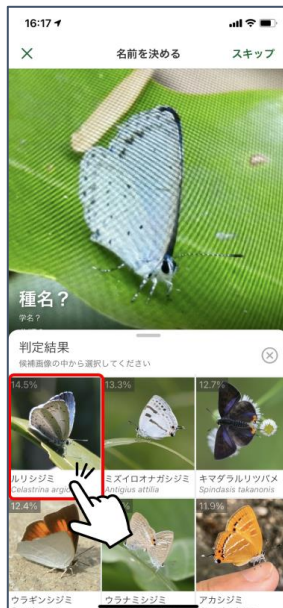 16:17
名前を決める スキップ
種名?
学名?
判定結果
候補画像の中から選択してください
14.5% 13.3% 12.7%
ルリシジミ ミズイロオナガシジミ キマダラルリツバメ
Celastrina argio Antigius attilia Spindasis takanonis
12.4% 11.9%
ウラギンシジミ ウラナミシジミ アカシジミ